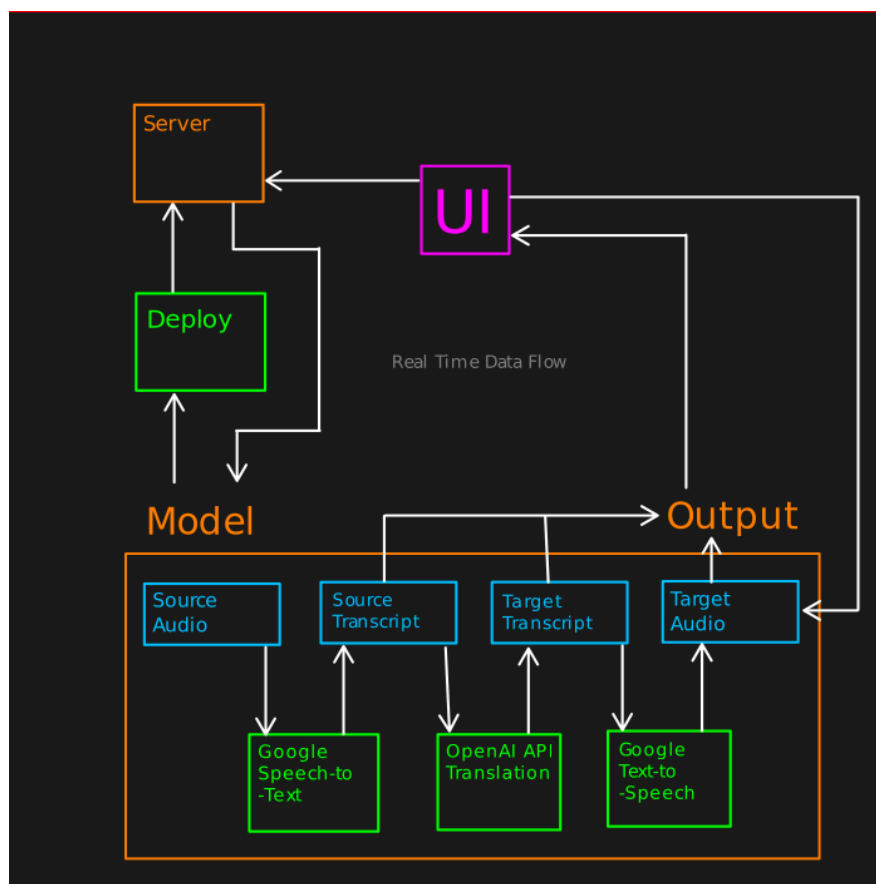 Server
UI
Deploy
Real Time Data Flow
Model
Output
Source
Audio
Source
Transcript
Target
Transcript
Target
Audio
Google
Speech-to
-Text
OpenAI API
Translation
Google
Text-to
-Speech